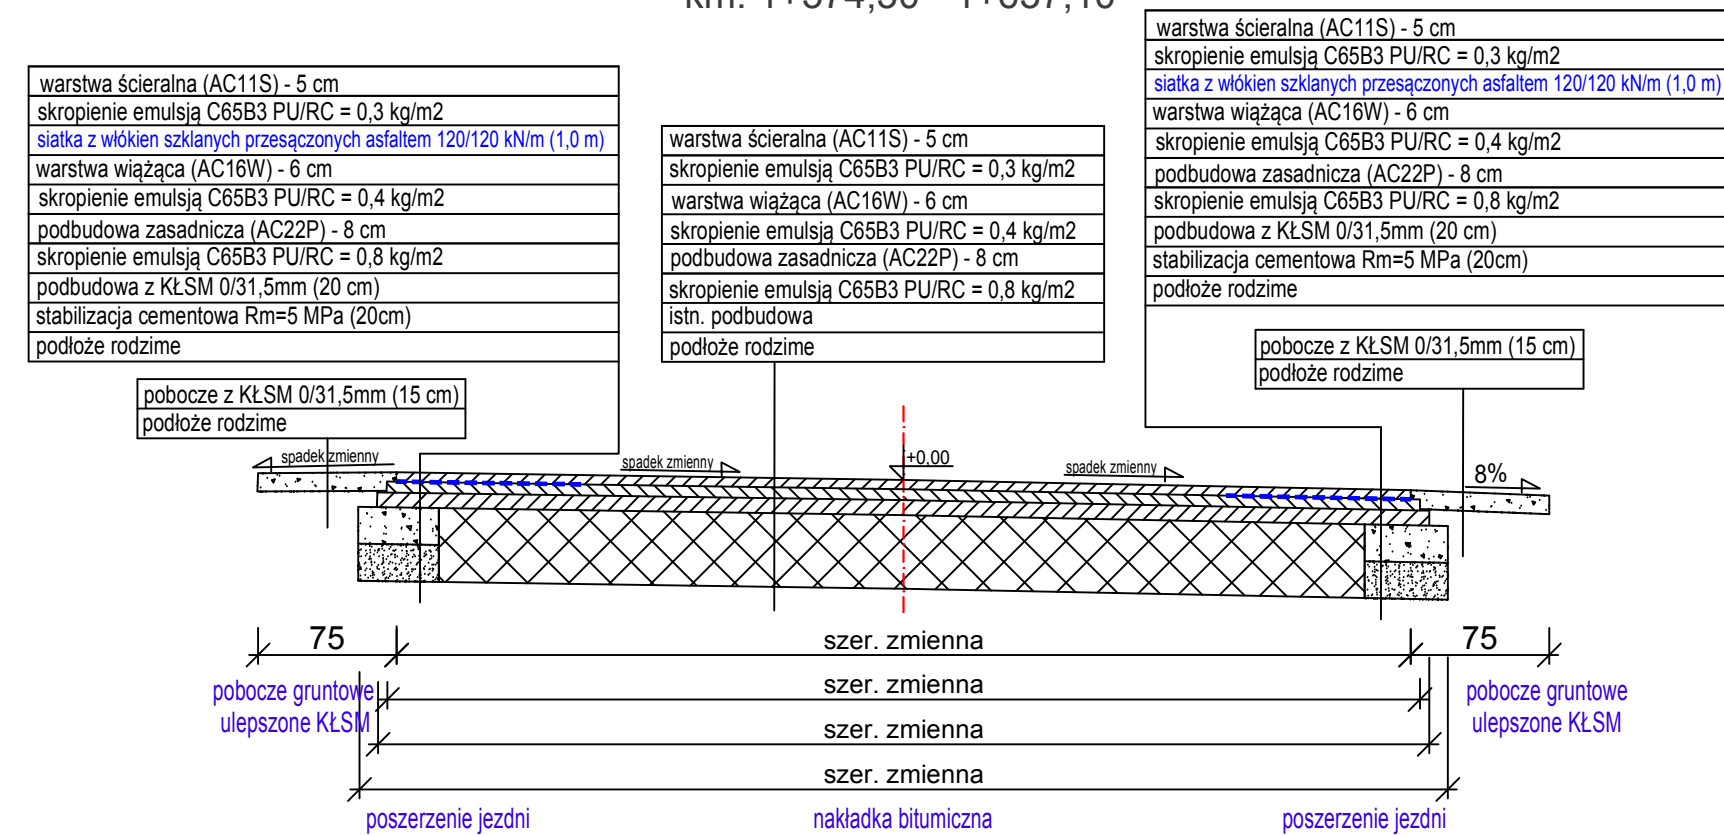 warstwa ścieralna (AC11S) - 5 cm
skropienie emulsją C65B3 PU/RC = 0,3 kg/m2
siatka z włókien szklanych przesączonych asfaltem 120/120 kN/m (1,0 m)
warstwa wiążąca (AC16W) - 6 cm
skropienie emulsją C65B3 PU/RC = 0,4 kg/m2
podbudowa zasadnicza (AC22P) - 8 cm
skropienie emulsją C65B3 PU/RC = 0,8 kg/m2
podbudowa z KŁSM 0/31,5mm (20 cm)
stabilizacja cementowa Rm=5 MPa (20cm)
podłoże rodzime
pobocze z KŁSM 0/31,5mm (15 cm)
podłoże rodzime
warstwa ścieralna (AC11S) - 5 cm
skropienie emulsją C65B3 PU/RC = 0,3 kg/m2
warstwa wiążąca (AC16W) - 6 cm
skropienie emulsją C65B3 PU/RC = 0,4 kg/m2
podbudowa zasadnicza (AC22P) - 8 cm
skropienie emulsją C65B3 PU/RC = 0,8 kg/m2
istn. podbudowa
podłoże rodzime
warstwa ścieralna (AC11S) - 5 cm
skropienie emulsją C65B3 PU/RC = 0,3 kg/m2
siatka z włókien szklanych przesączonych asfaltem 120/120 kN/m (1,0 m)
warstwa wiążąca (AC16W) - 6 cm
skropienie emulsją C65B3 PU/RC = 0,4 kg/m2
podbudowa zasadnicza (AC22P) - 8 cm
skropienie emulsją C65B3 PU/RC = 0,8 kg/m2
podbudowa z KŁSM 0/31,5mm (20 cm)
stabilizacja cementowa Rm=5 MPa (20cm)
podłoże rodzime
pobocze z KŁSM 0/31,5mm (15 cm)
podłoże rodzime
spadek zmienny
spadek zmienny
+0,00
spadek zmienny
8%
75
szer. zmienna
75
szer. zmienna
pobocze gruntowe
ulepszone KŁSM
pobocze gruntowe
ulepszone KŁSM
szer. zmienna
szer. zmienna
poszerzenie jezdni
nakładka bitumiczna
poszerzenie jezdni